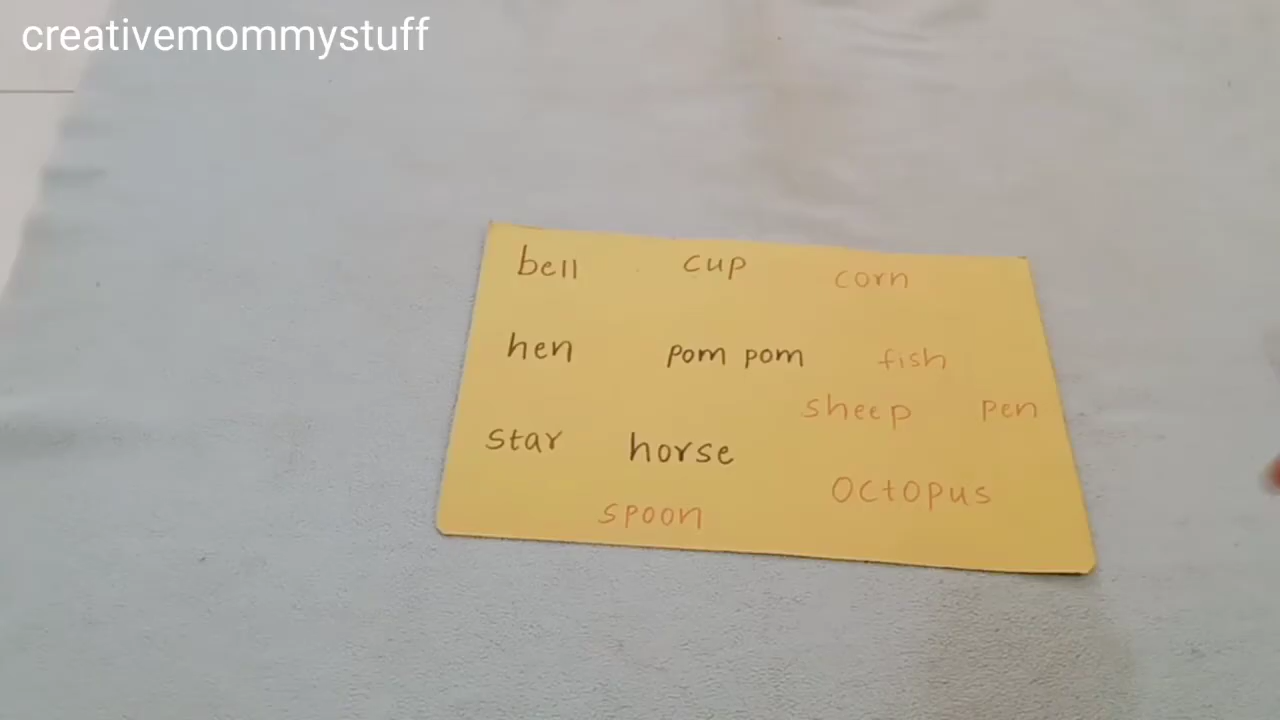 creativemommystuff
bell cup corn
hen pom pom fish
sheep pen
star horse
octopus
spoon